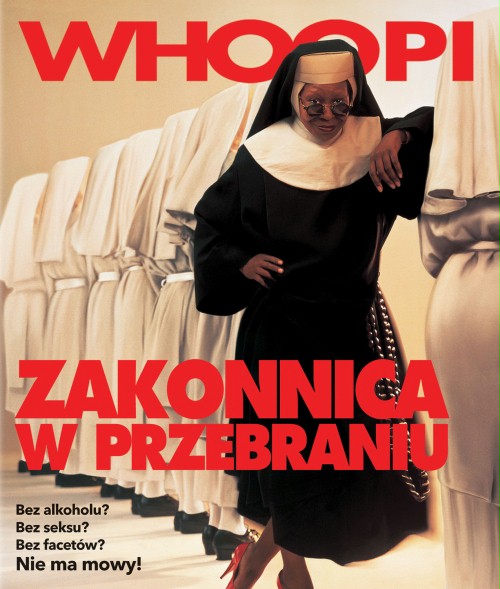 WHOOPI
ZAKONNICA
W PRZEBRANIU
Bez alkoholu?
Bez seksu?
Bez facetów?
Nie ma mowy!